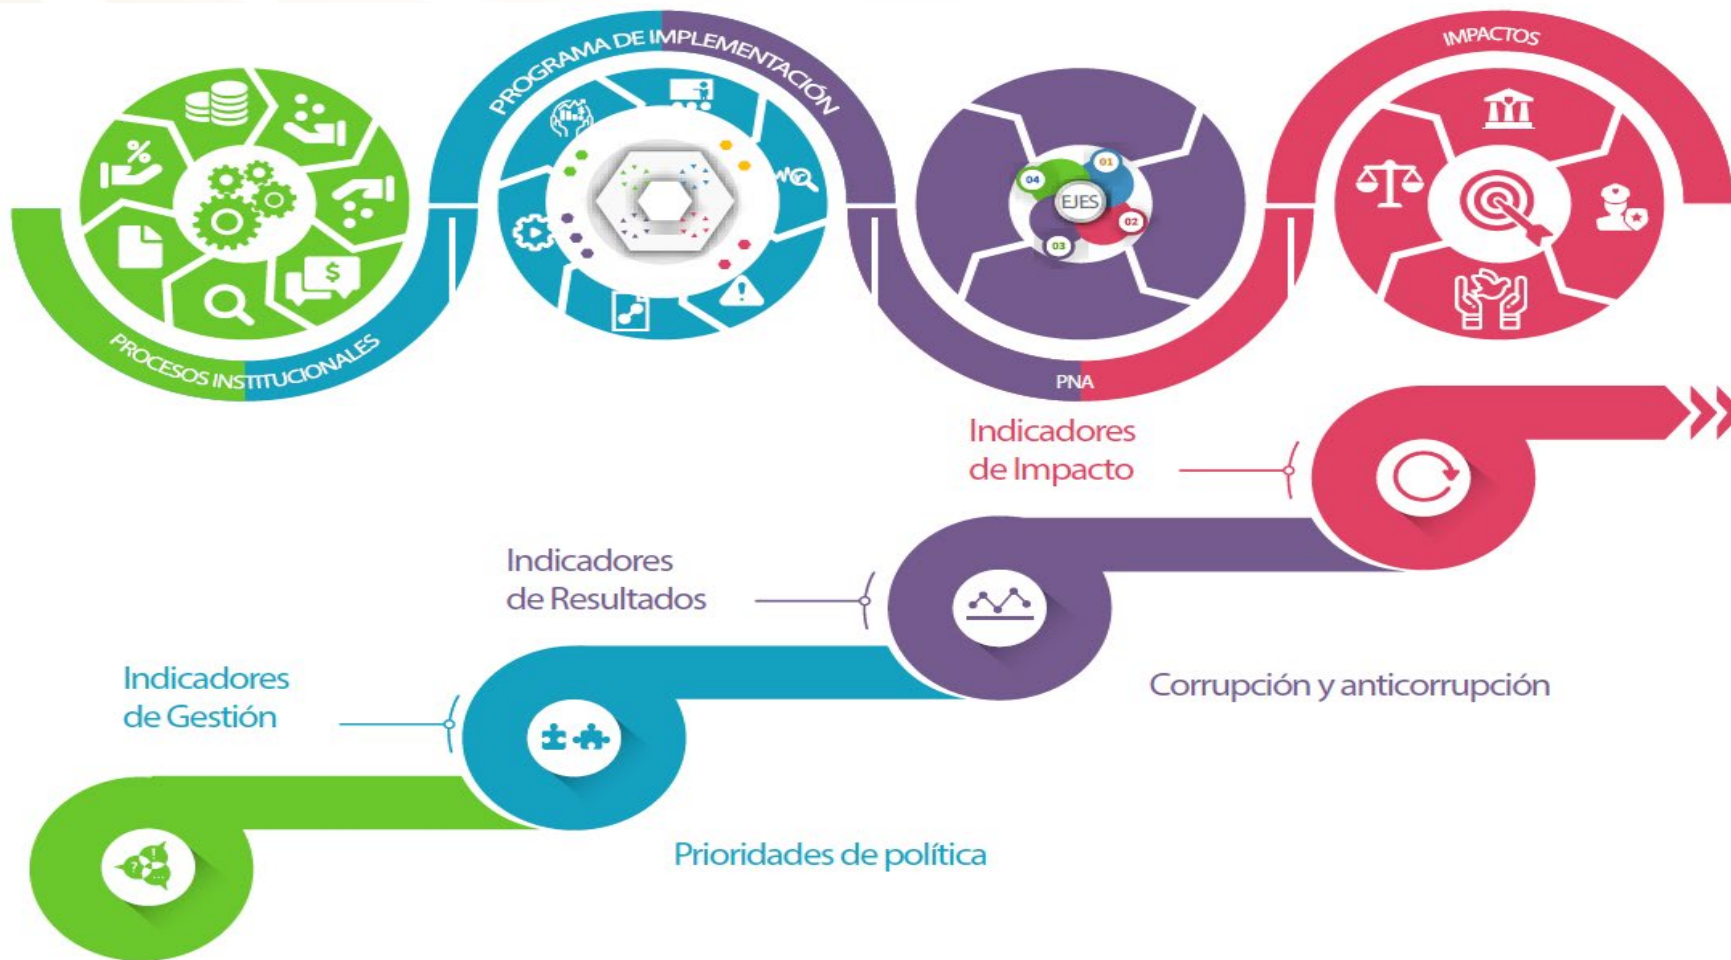 PROCESOS INSTITUCIONALES
PROGRAMA DE IMPLEMENTACIÓN
EJES
01
02
03
04
PNA
IMPACTOS
%
$
!
Indicadores
de Impacto
Indicadores
de Resultados
Corrupción y anticorrupción
Indicadores
de Gestión
Prioridades de política
? ! ...